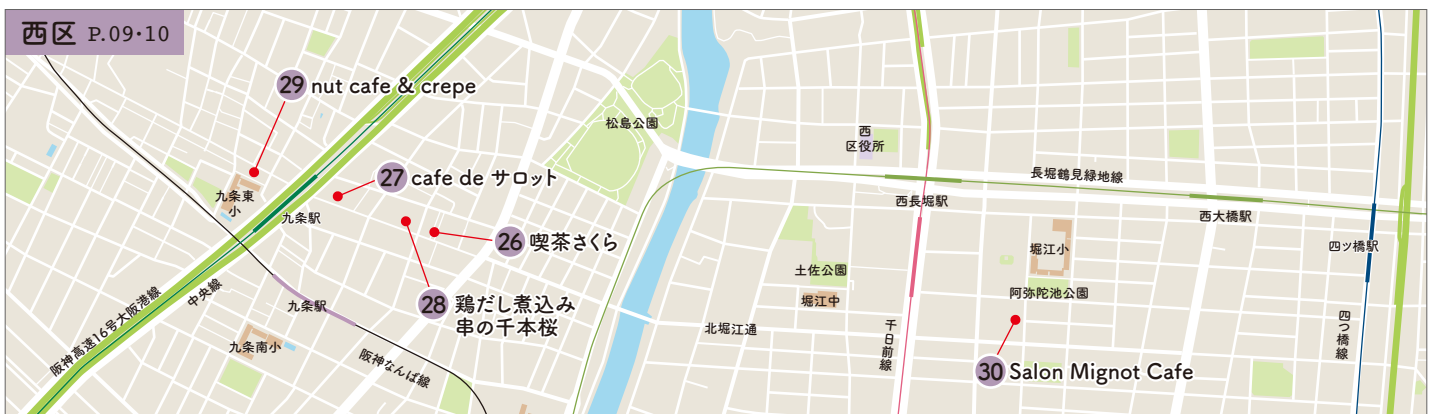 西区 P.09・10
29 nut cafe & crepe
松島公園
西
区役所
27 cafe de サロット
長堀鶴見緑地線
九条東
小
九条駅
西長堀駅
西大橋駅
26 喫茶さくら
四ツ橋駅
堀江小
土佐公園
阪神高速16号大阪港線
中央線
九条駅
28 鶏だし煮込み
串の千本桜
堀江中
阿弥陀池公園
北堀江通
千日前線
四つ橋線
九条南小
阪神なんば線
30 Salon Mignot Cafe